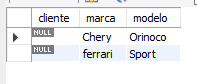 cliente marca modelo
NULL Chery Orinoco
NULL ferrari Sport